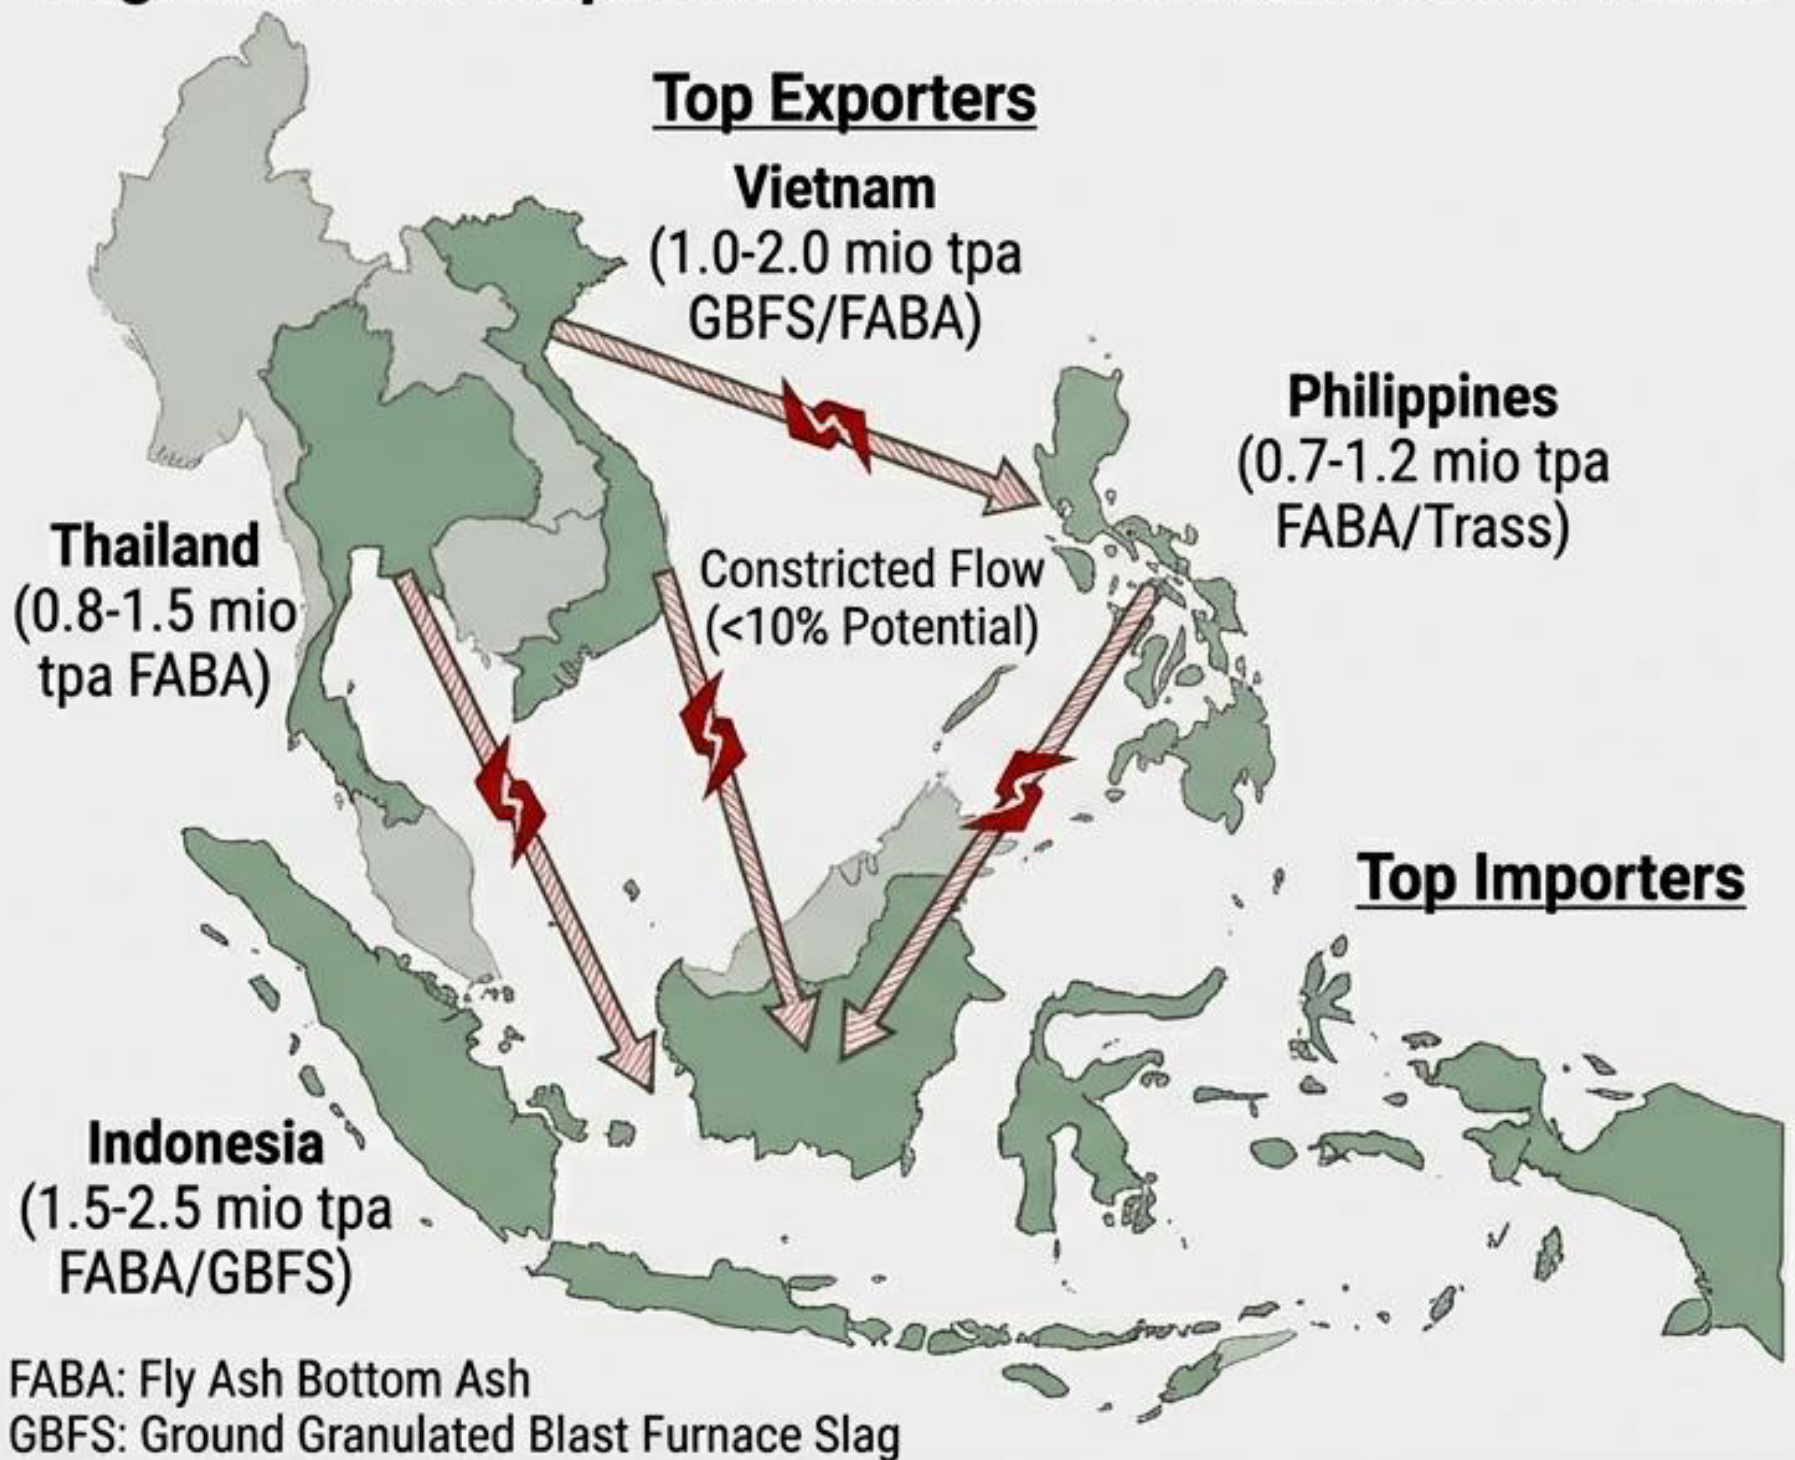 Top Exporters
Vietnam
(1.0-2.0 mio tpa
GBFS/FABA)
Philippines
(0.7-1.2 mio tpa
FABA/Trass)
Thailand
(0.8-1.5 mio
tpa FABA)
Constricted Flow
(<10% Potential)
Top Importers
Indonesia
(1.5-2.5 mio tpa
FABA/GBFS)
FABA: Fly Ash Bottom Ash
GBFS: Ground Granulated Blast Furnace Slag